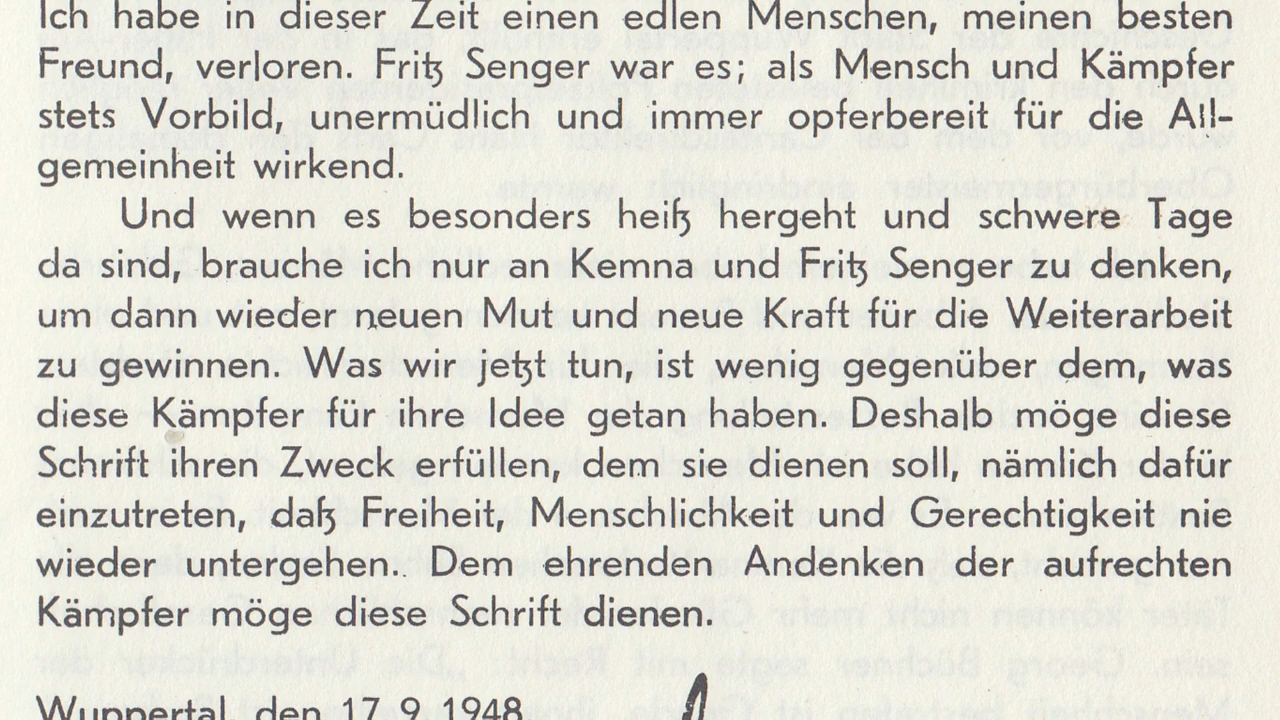 Ich habe in dieser Zeit einen edlen Menschen, meinen besten
Freund, verloren. Fritz Senger war es; als Mensch und Kämpfer
stets Vorbild, unermüdlich und immer opferbereit für die All-
gemeinheit wirkend.
Und wenn es besonders heiß hergeht und schwere Tage
da sind, brauche ich nur an Kenna und Fritz Senger zu denken,
um dann wieder neuen Mut und neue Kraft für die Weiterarbeit
zu gewinnen. Was wir jetzt tun, ist wenig gegenüber dem, was
diese Kämpfer für ihre Idee getan haben. Deshalb möge diese
Schrift ihren Zweck erfüllen, dem sie dienen soll, nämlich dafür
einzutreten, daß Freiheit, Menschlichkeit und Gerechtigkeit nie
wieder untergehen. Dem ehrenden Andenken der aufrechten
Kämpfer möge diese Schrift dienen.
Wuppertal, den 17. 9. 1948